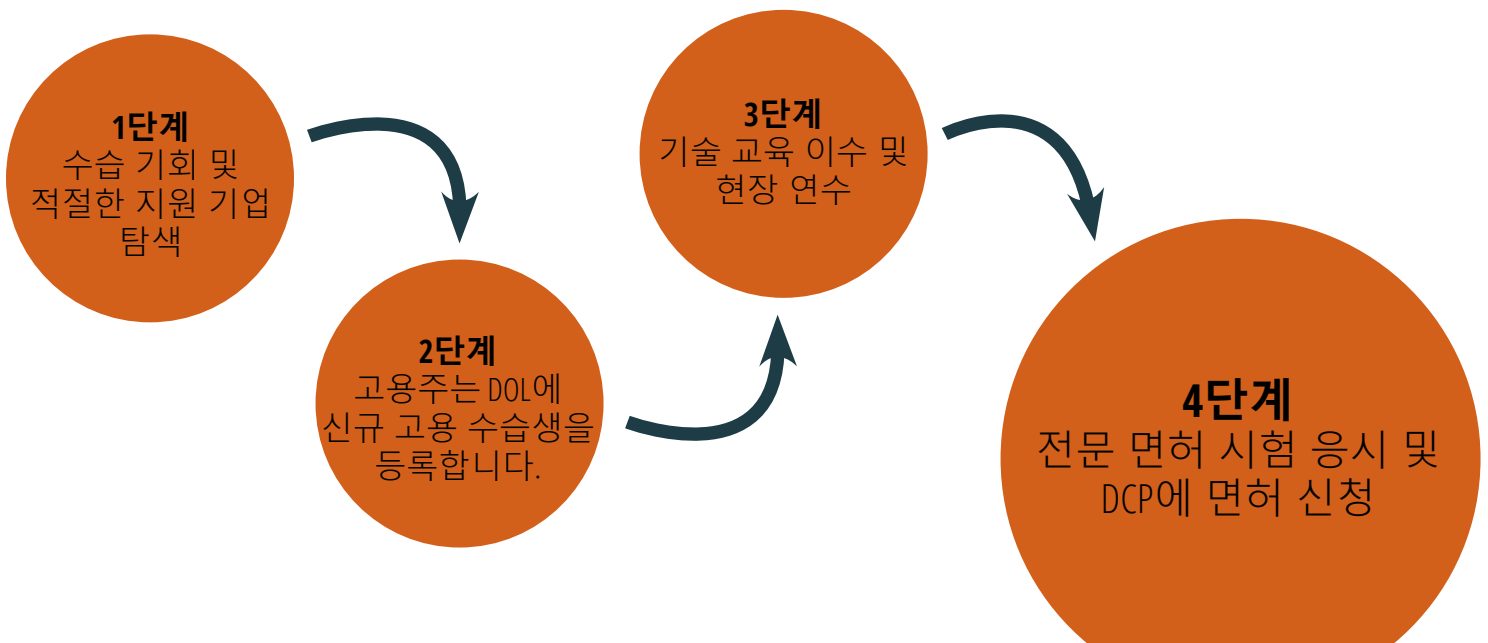 1단계
수습 기회 및
적절한 지원 기업
탐색
2단계
고용주는 DOL에
신규 고용 수습생을
등록합니다.
3단계
기술 교육 이수 및
현장 연수
4단계
전문 면허 시험 응시 및
DCP에 면허 신청